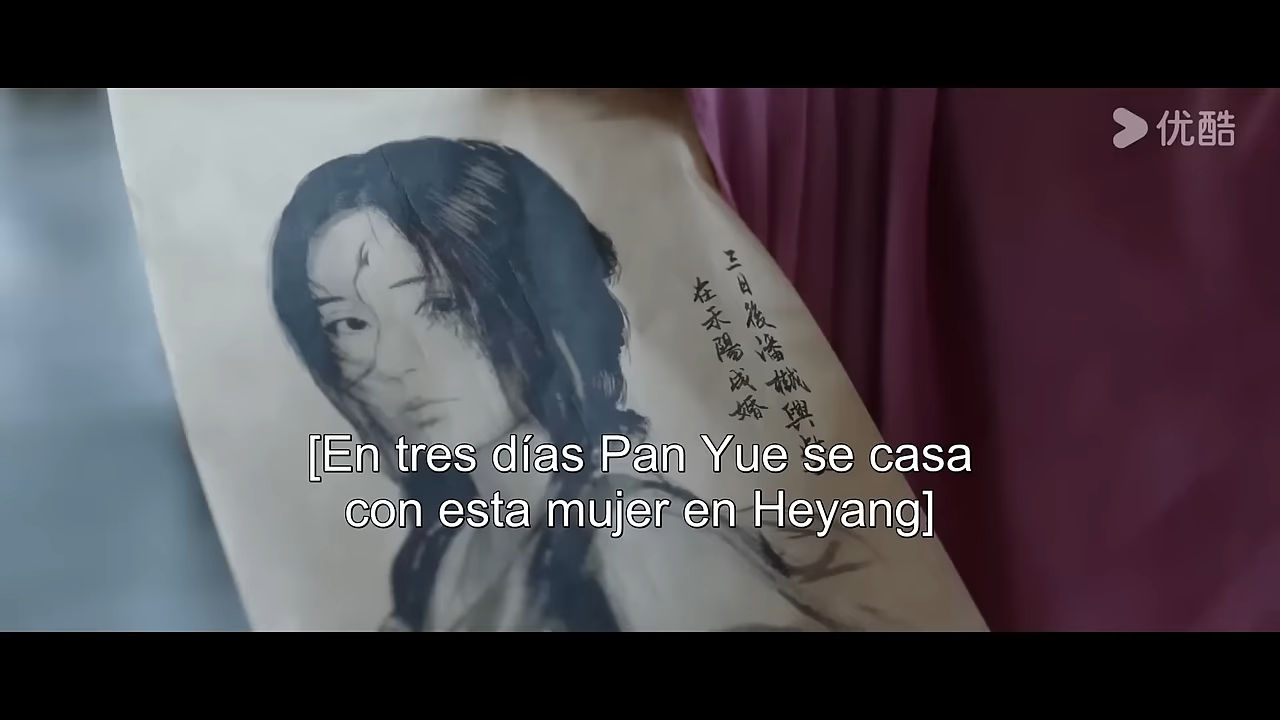 优酷
三日後潘樾與
在禾陽成婚
[En tres días Pan Yue se casa
con esta mujer en Heyang]